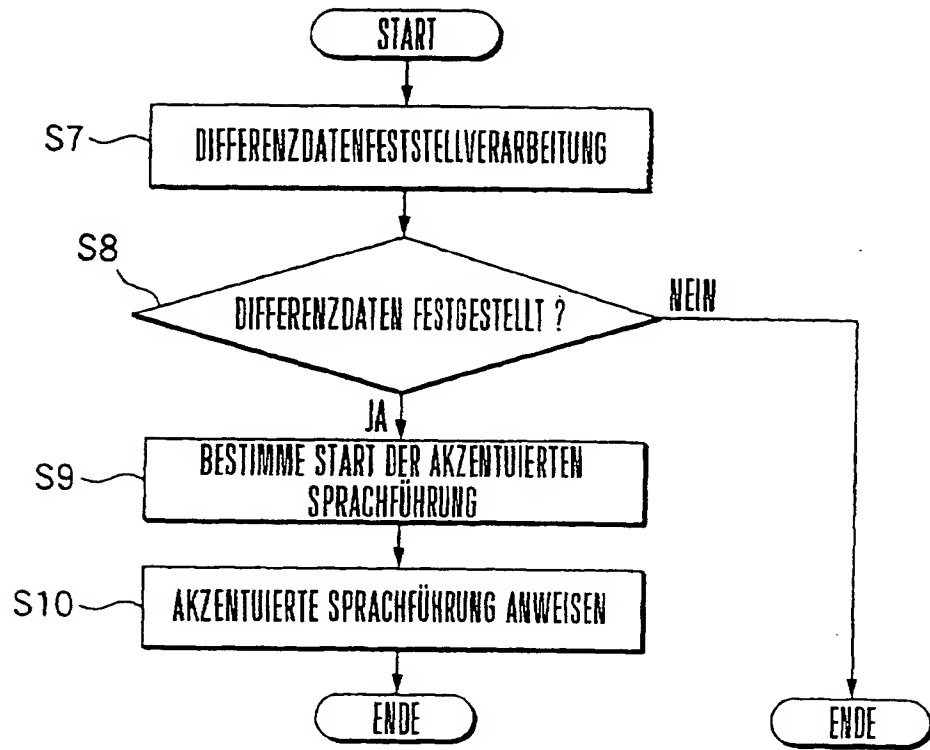 START
S7
DIFFERENZDATENFESTSTELLVERARBEITUNG
S8
DIFFERENZDATEN FESTGESTELLT ?
NEIN
JA
S9
BESTIMME START DER AKZENTUIERTEN
SPRACHFÜHRUNG
S10
AKZENTUIERTE SPRACHFÜHRUNG ANWEISEN
ENDE
ENDE